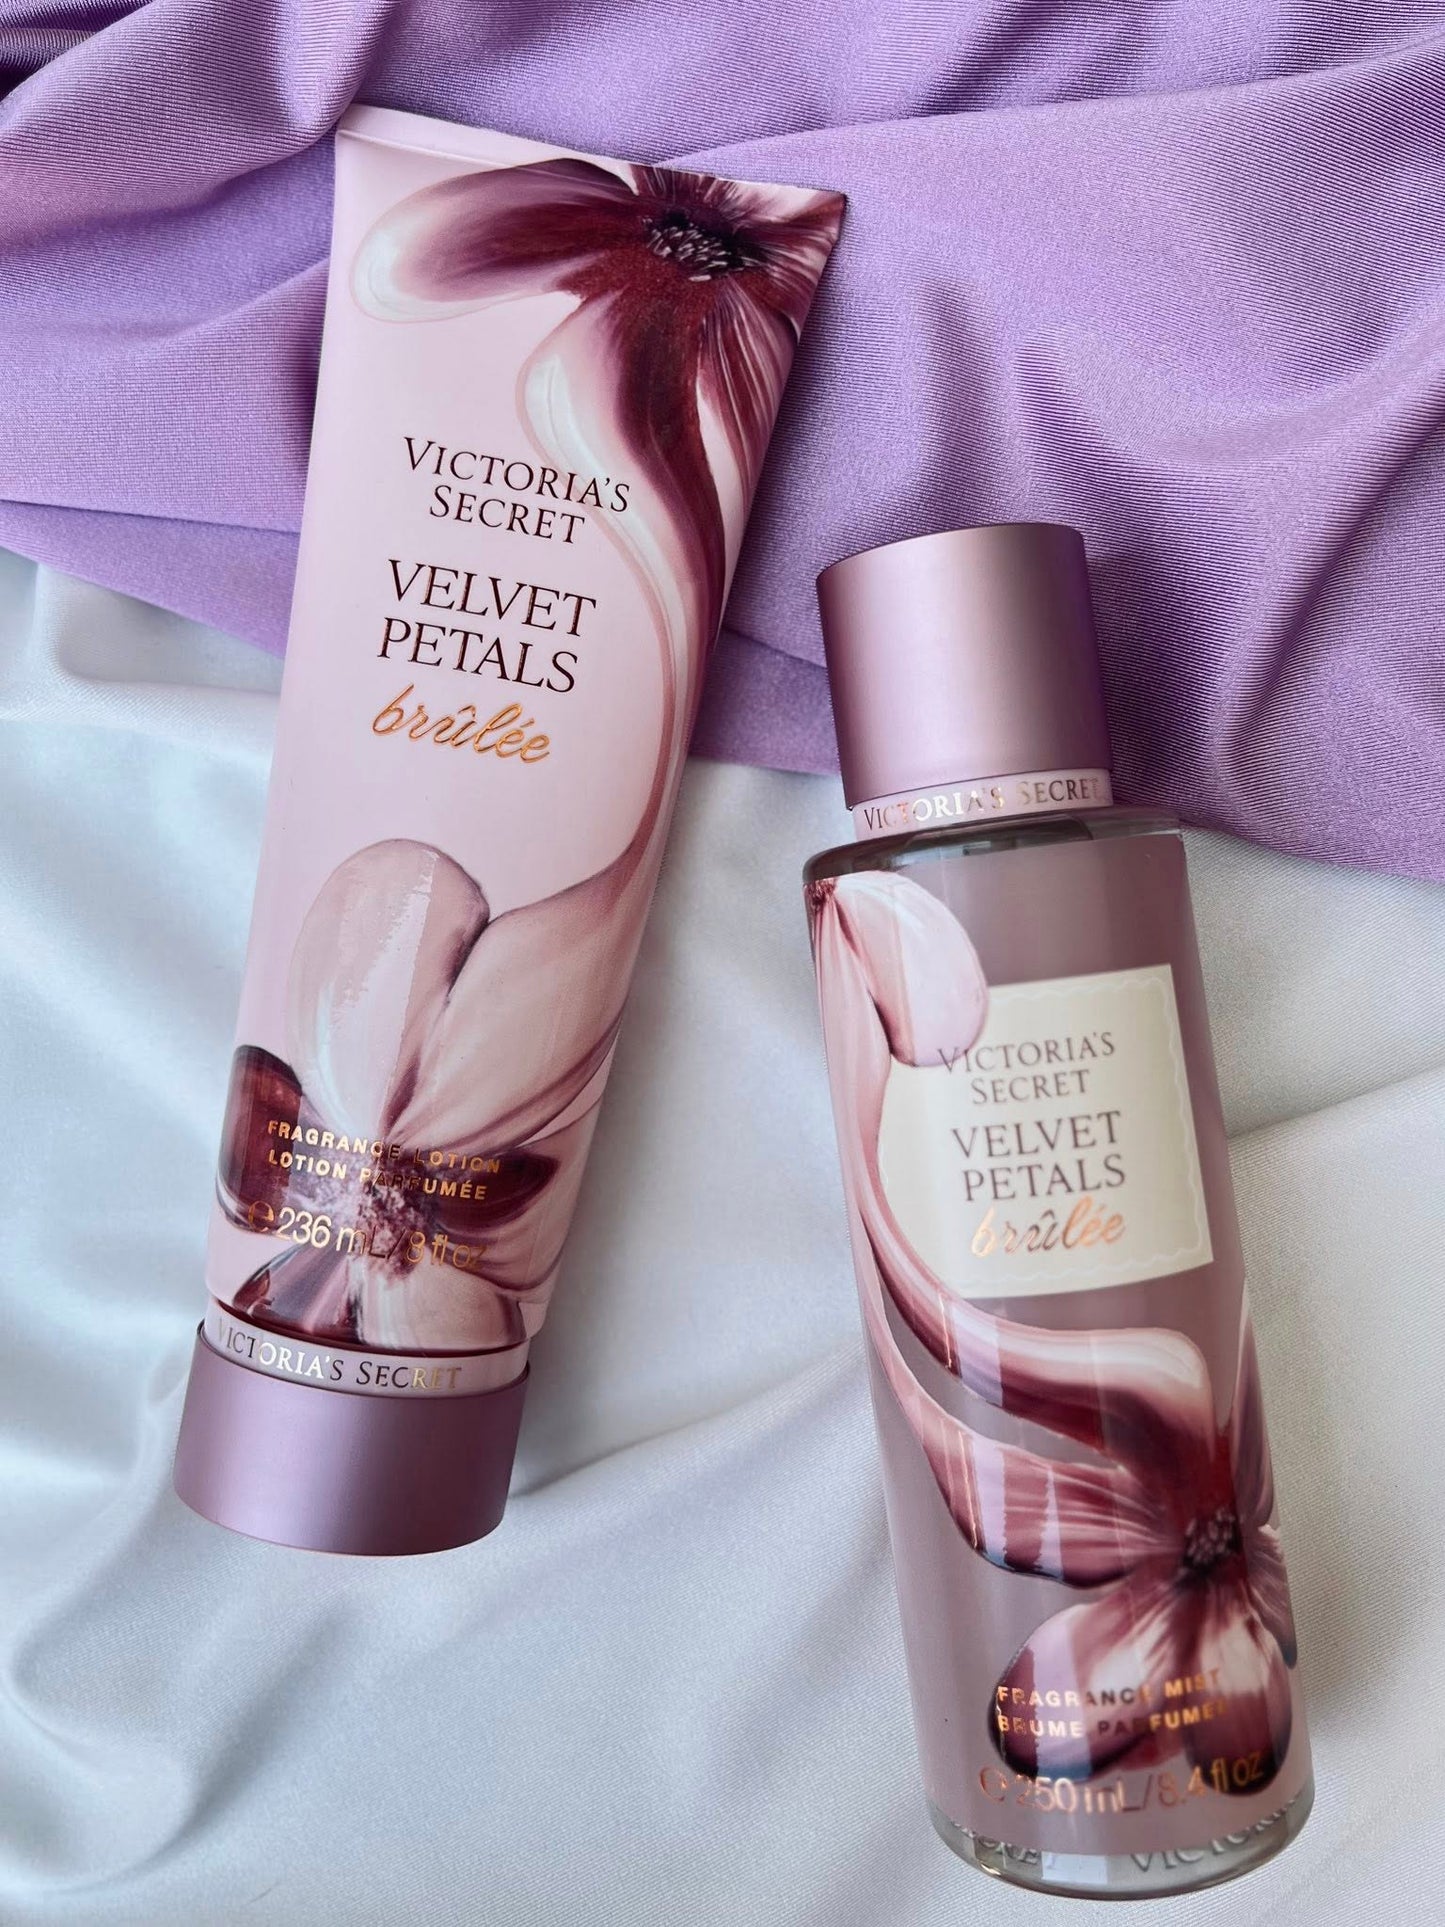 VICTORIA'S
SECRET
VELVET
PETALS
brûlée
FRAGRANCE LOTION
LOTION PARFUMÉE
℮ 236 mL/8 fl oz
VICTORIA'S SECRET
VICTORIA'S SECRET
VICTORIA'S
SECRET
VELVET
PETALS
brûlée
FRAGRANCE MIST
BRUME PARFUMÉE
℮ 250 mL/8.4 fl oz